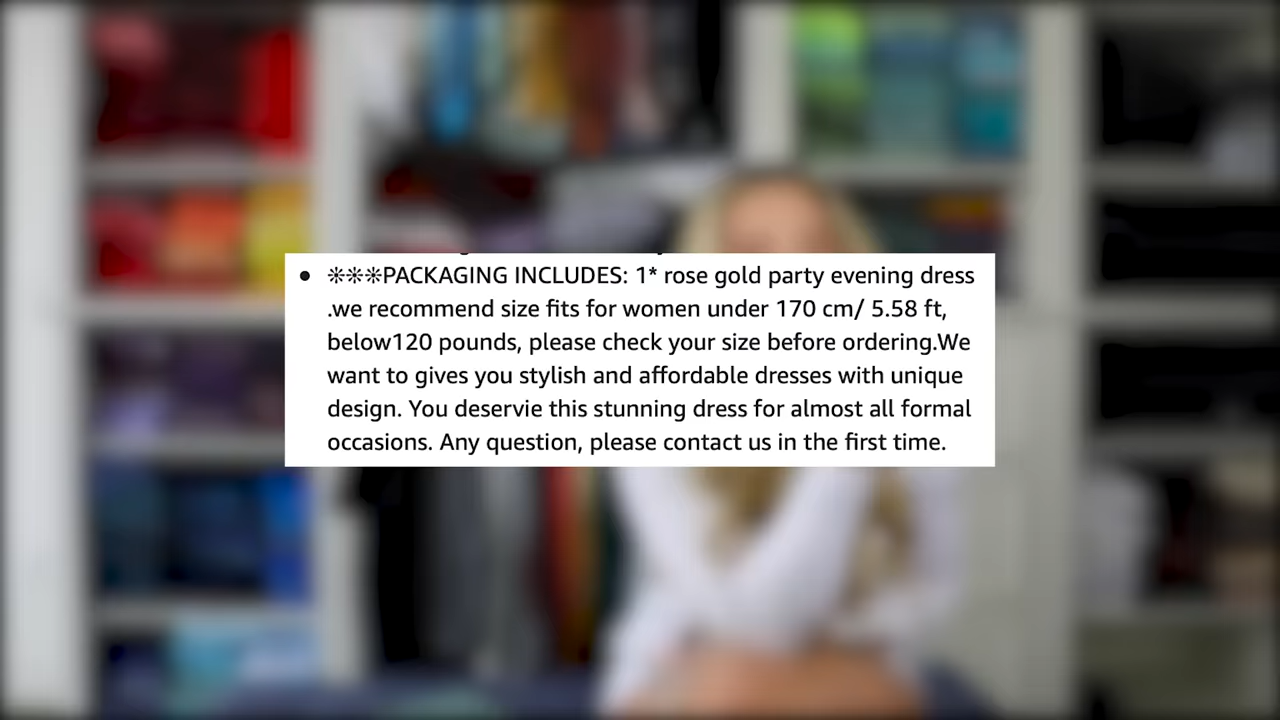 ● ❊❊❊PACKAGING INCLUDES: 1* rose gold party evening dress
.we recommend size fits for women under 170 cm/ 5.58 ft,
below120 pounds, please check your size before ordering.We
want to gives you stylish and affordable dresses with unique
design. You deservie this stunning dress for almost all formal
occasions. Any question, please contact us in the first time.